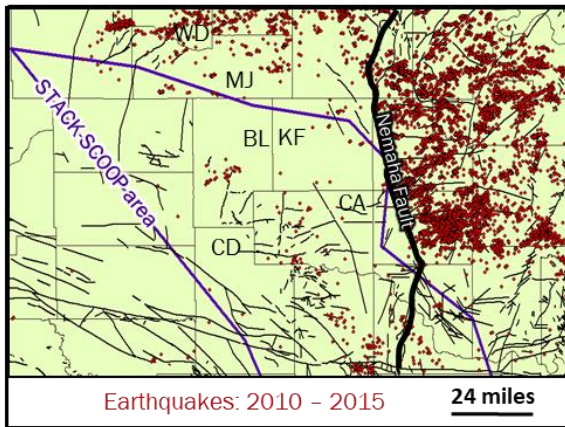 WD
MJ
STACK-SCOOP area
BL KF
Nemaha Fault
CA
CD
Earthquakes: 2010 – 2015
24 miles